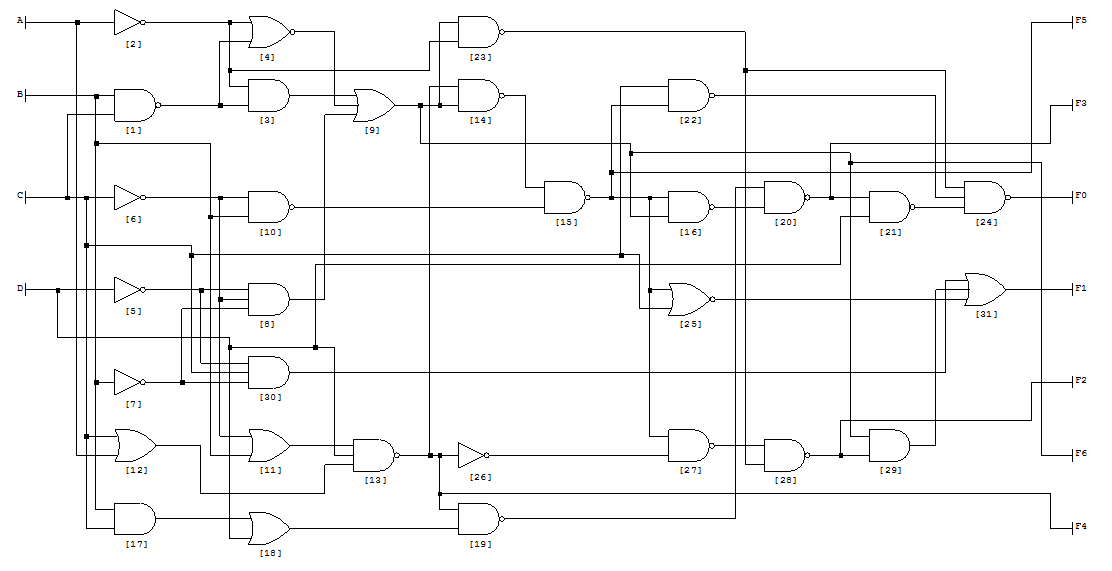 A
F5
[2]
[4]
[23]
B
F3
[1]
[3]
[9]
[14]
[22]
C
F0
[6]
[10]
[15]
[16]
[20]
[21]
[24]
D
F1
[5]
[8]
[25]
[31]
F2
[7]
[30]
F6
[12]
[11]
[13]
[26]
[27]
[28]
[29]
F4
[17]
[18]
[19]